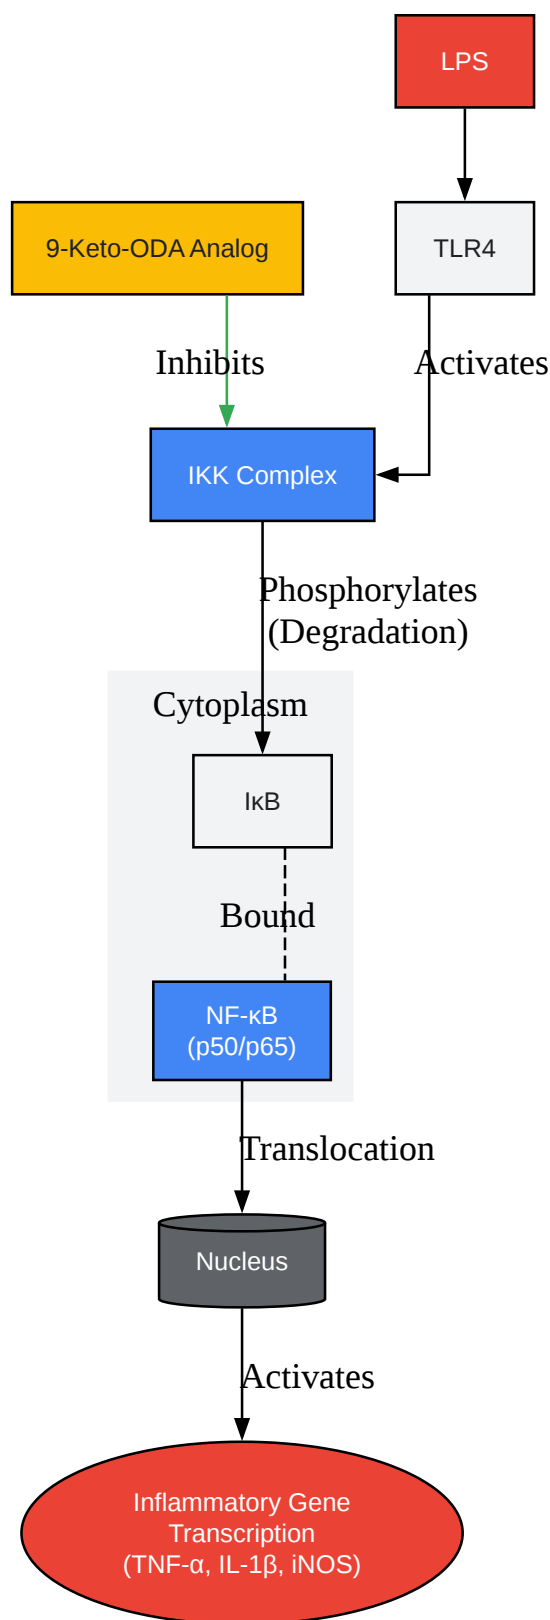 LPS
9-Keto-ODA Analog
TLR4
Inhibits
Activates
IKK Complex
Phosphorylates
(Degradation)
Cytoplasm
IκB
Bound
NF-κB
(p50/p65)
Translocation
Nucleus
Activates
Inflammatory Gene
Transcription
(TNF-α, IL-1β, iNOS)